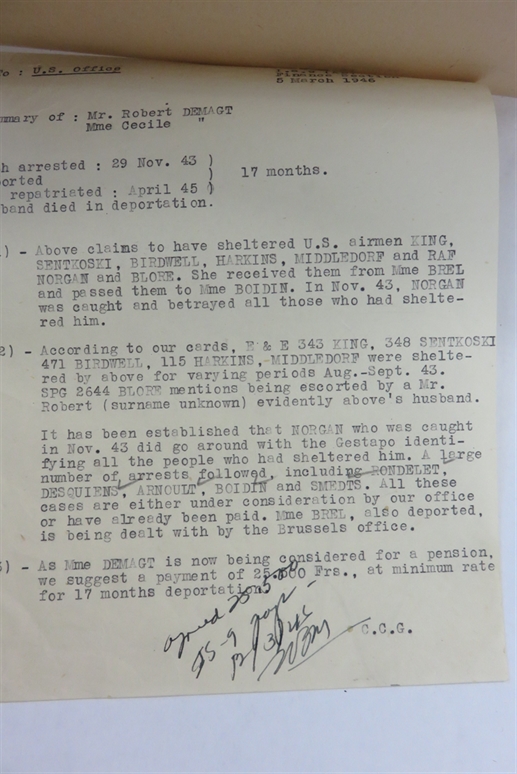 o : U.S. Office
Finance Section
5 March 1946
mmary of : Mr. Robert DEMAGT
Mme Cecile "
h arrested : 29 Nov. 43 )
ported ) 17 months.
repatriated : April 45 )
band died in deportation.
) - Above claims to have sheltered U.S. airmen KING,
SENTKOSKI, BIRDWELL, HARKINS, MIDDLEDORF and RAF
NORGAN and BLORE. She received them from Mme BREL
and passed them to Mme BOIDIN. In Nov. 43, NORGAN
was caught and betrayed all those who had shelte-
red him.
2) - According to our cards, E & E 343 KING, 348 SENTKOSKI
471 BIRDWELL, 115 HARKINS, MIDDLEDORF were shelte-
red by above for varying periods Aug.-Sept. 43.
SPG 2644 BLORE mentions being escorted by a Mr.
Robert (surname unknown) evidently above's husband.
It has been established that NORGAN who was caught
in Nov. 43 did go around with the Gestapo identi-
fying all the people who had sheltered him. A large
number of arrests followed, including RONDELET,
DESQUIENS, ARNOULT, BOIDIN and SMEDTS. All these
cases are either under consideration by our office
or have already been paid. Mme BREL, also deported,
is being dealt with by the Brussels office.
) - As Mme DEMAGT is now being considered for a pension,
we suggest a payment of 25.500 Frs., at minimum rate
for 17 months deportation.
C.C.G.